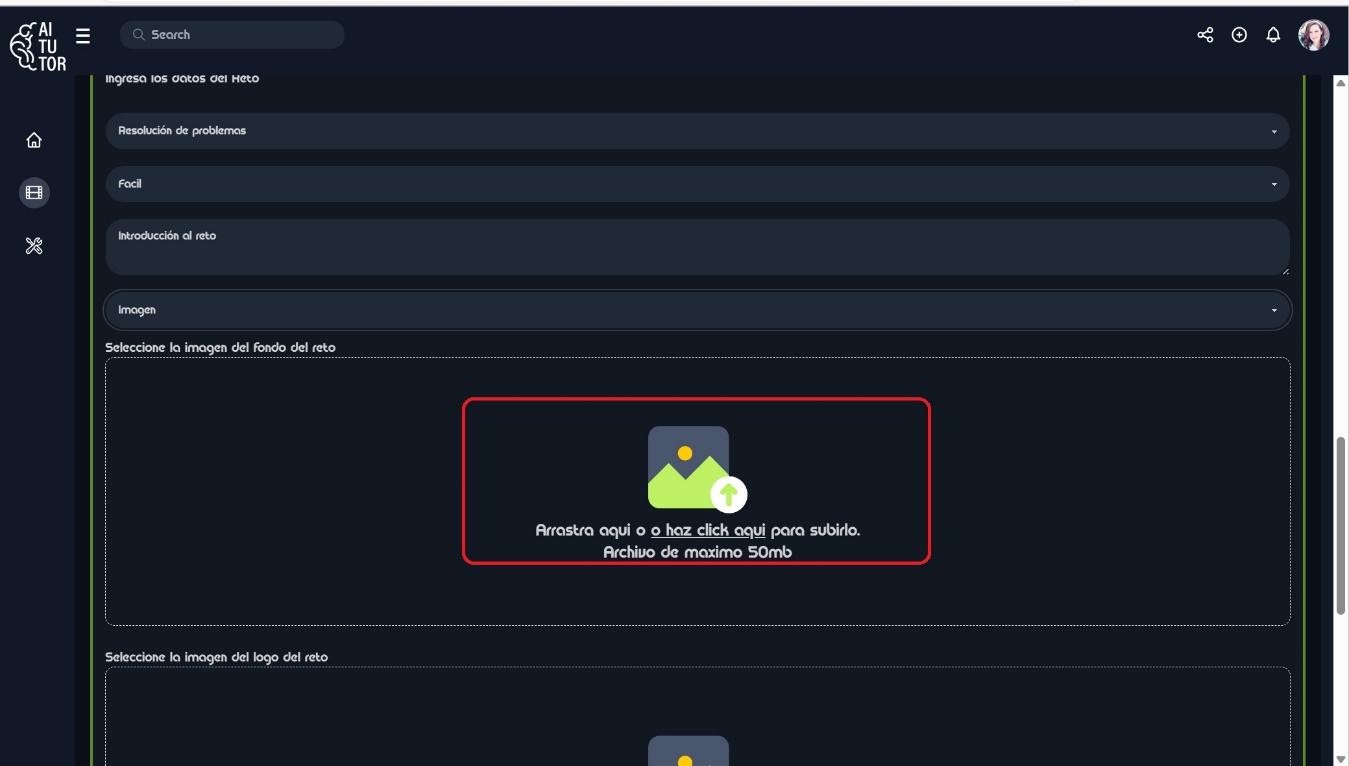 AI
TU
TOR
Search
Ingresa los datos del Reto
Resolución de problemas
Facil
Introducción al reto
Imagen
Seleccione la imagen del fondo del reto
Arrastra aqui o o haz click aqui para subirlo.
Archivo de maximo 50mb
Seleccione la imagen del logo del reto